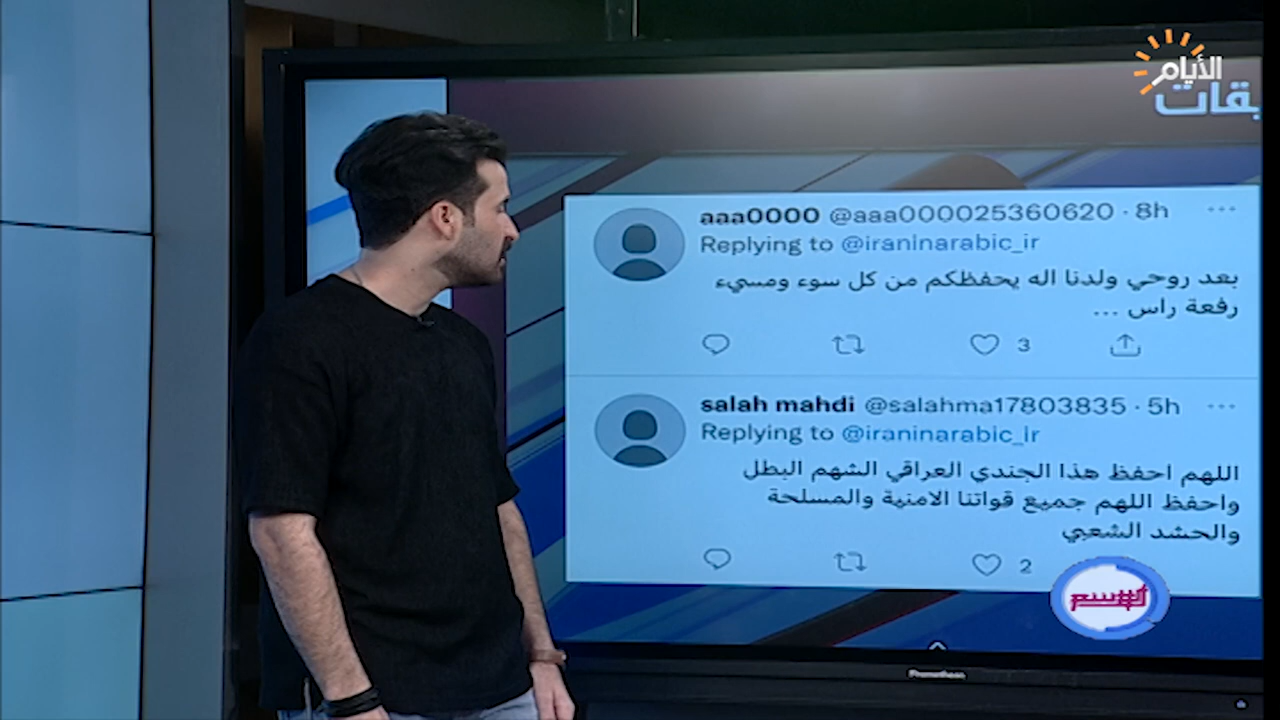 الأيام
aaa0000 @aaa000025360620 · 8h
Replying to @iraninarabic_ir
بعد روحي ولدنا اله يحفظكم من كل سوء ومسيء
رفعة راس ...
3
salah mahdi @salahma17803835 · 5h
Replying to @iraninarabic_ir
اللهم احفظ هذا الجندي العراقي الشهم البطل
واحفظ اللهم جميع قواتنا الامنية والمسلحة
والحشد الشعبي
2
Promethean